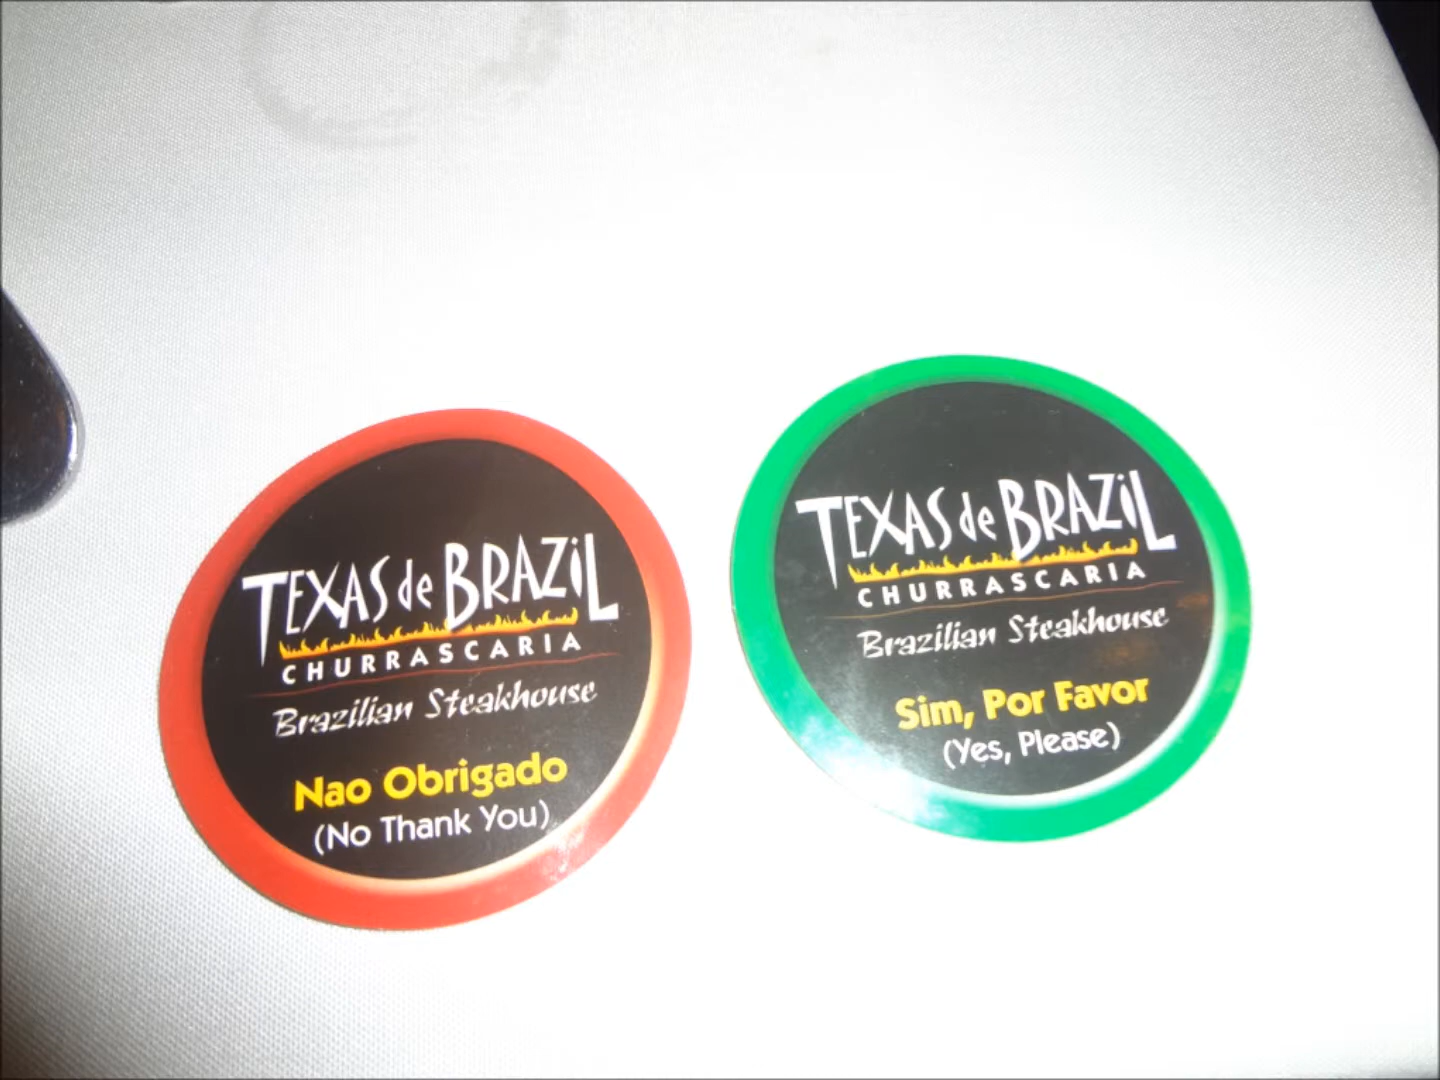 TEXAS de BRAZiL
CHURRASCARIA
Brazilian Steakhouse
Nao Obrigado
(No Thank You)
TEXAS de BRAZiL
CHURRASCARIA
Brazilian Steakhouse
Sim, Por Favor
(Yes, Please)